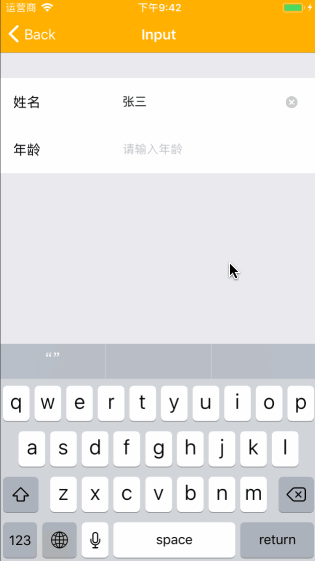 运营商 下午9:42
Back Input
姓名 张三
年龄 请输入年龄
“”
q w e r t y u i o p
a s d f g h j k l
z x c v b n m
123 space return